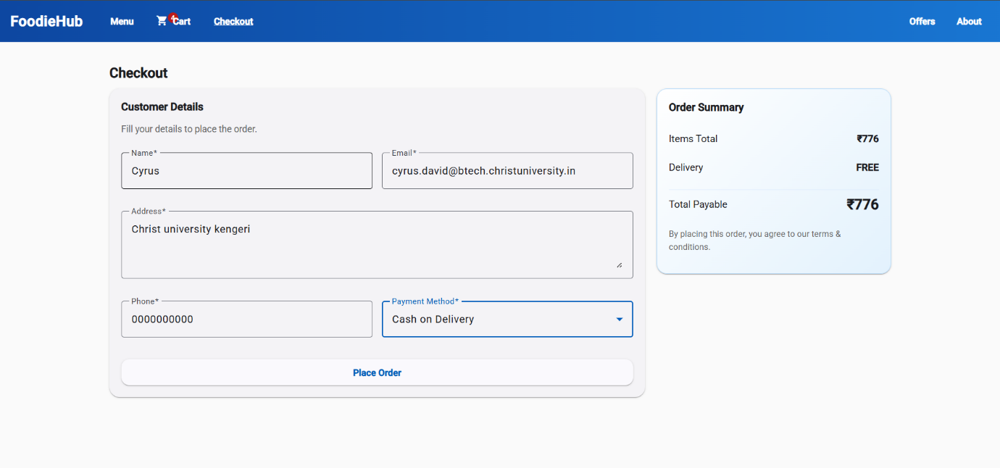 FoodieHub Menu 4 Cart Checkout Offers About
Checkout
Customer Details
Fill your details to place the order.
Name* Email*
Cyrus cyrus.david@btech.christuniversity.in
Address*
Christ university kengeri
Phone* Payment Method*
0000000000 Cash on Delivery
Place Order
Order Summary
Items Total ₹776
Delivery FREE
Total Payable ₹776
By placing this order, you agree to our terms &
conditions.